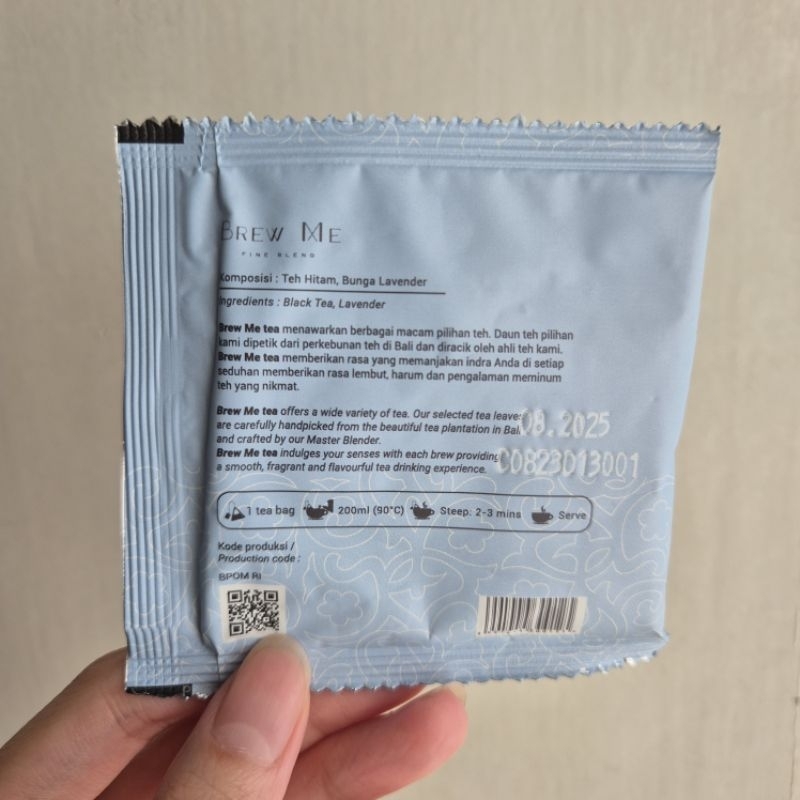 BREW ME
FINE BLEND
Komposisi : Teh Hitam, Bunga Lavender
Ingredients : Black Tea, Lavender
Brew Me tea menawarkan berbagai macam pilihan teh. Daun teh pilihan
kami dipetik dari perkebunan teh di Bali dan diracik oleh ahli teh kami.
Brew Me tea memberikan rasa yang memanjakan indra Anda di setiap
seduhan memberikan rasa lembut, harum dan pengalaman meminum
teh yang nikmat.
Brew Me tea offers a wide variety of tea. Our selected tea leaves
are carefully handpicked from the beautiful tea plantation in Bali
and crafted by our Master Blender.
Brew Me tea indulges your senses with each brew providing
a smooth, fragrant and flavourful tea drinking experience.
08.2025
CD823D13001
1 tea bag 200ml (90°C) Steep: 2-3 mins Serve
Kode produksi /
Production code :
BPOM RI